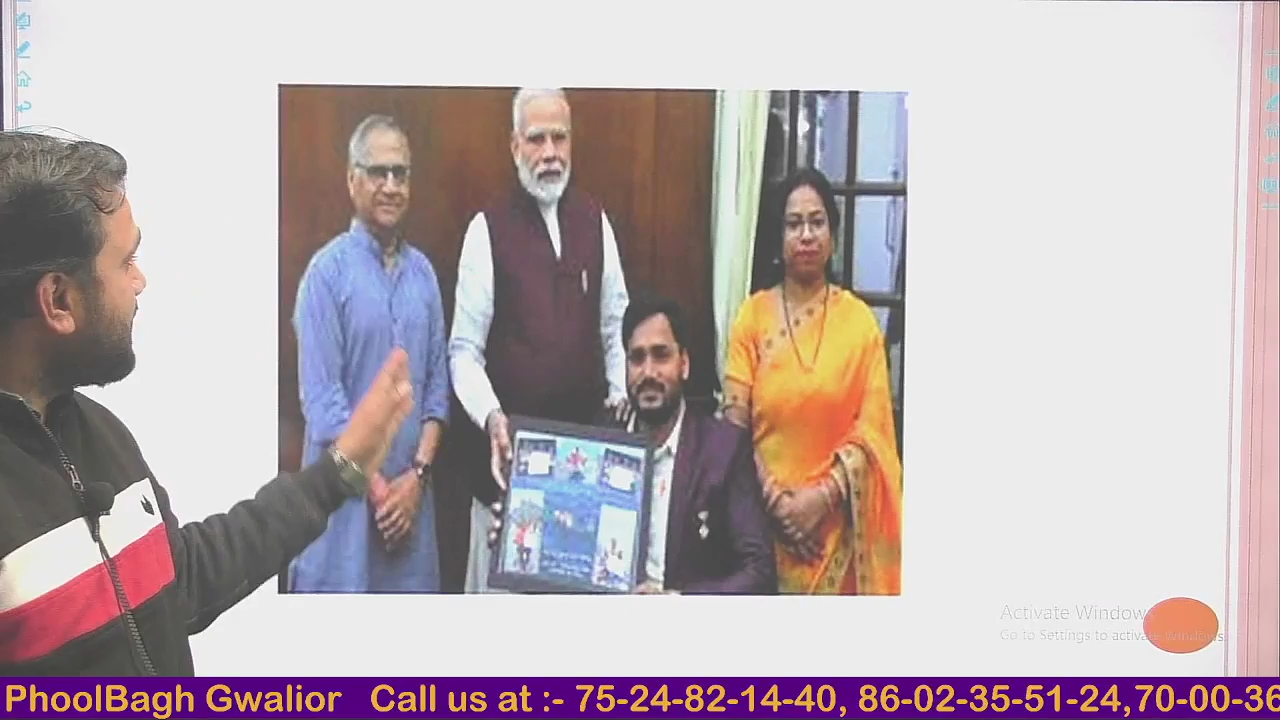 Activate Windows
Go to Settings to activate Windows.
PhoolBagh Gwalior   Call us at :- 75-24-82-14-40, 86-02-35-51-24,70-00-36